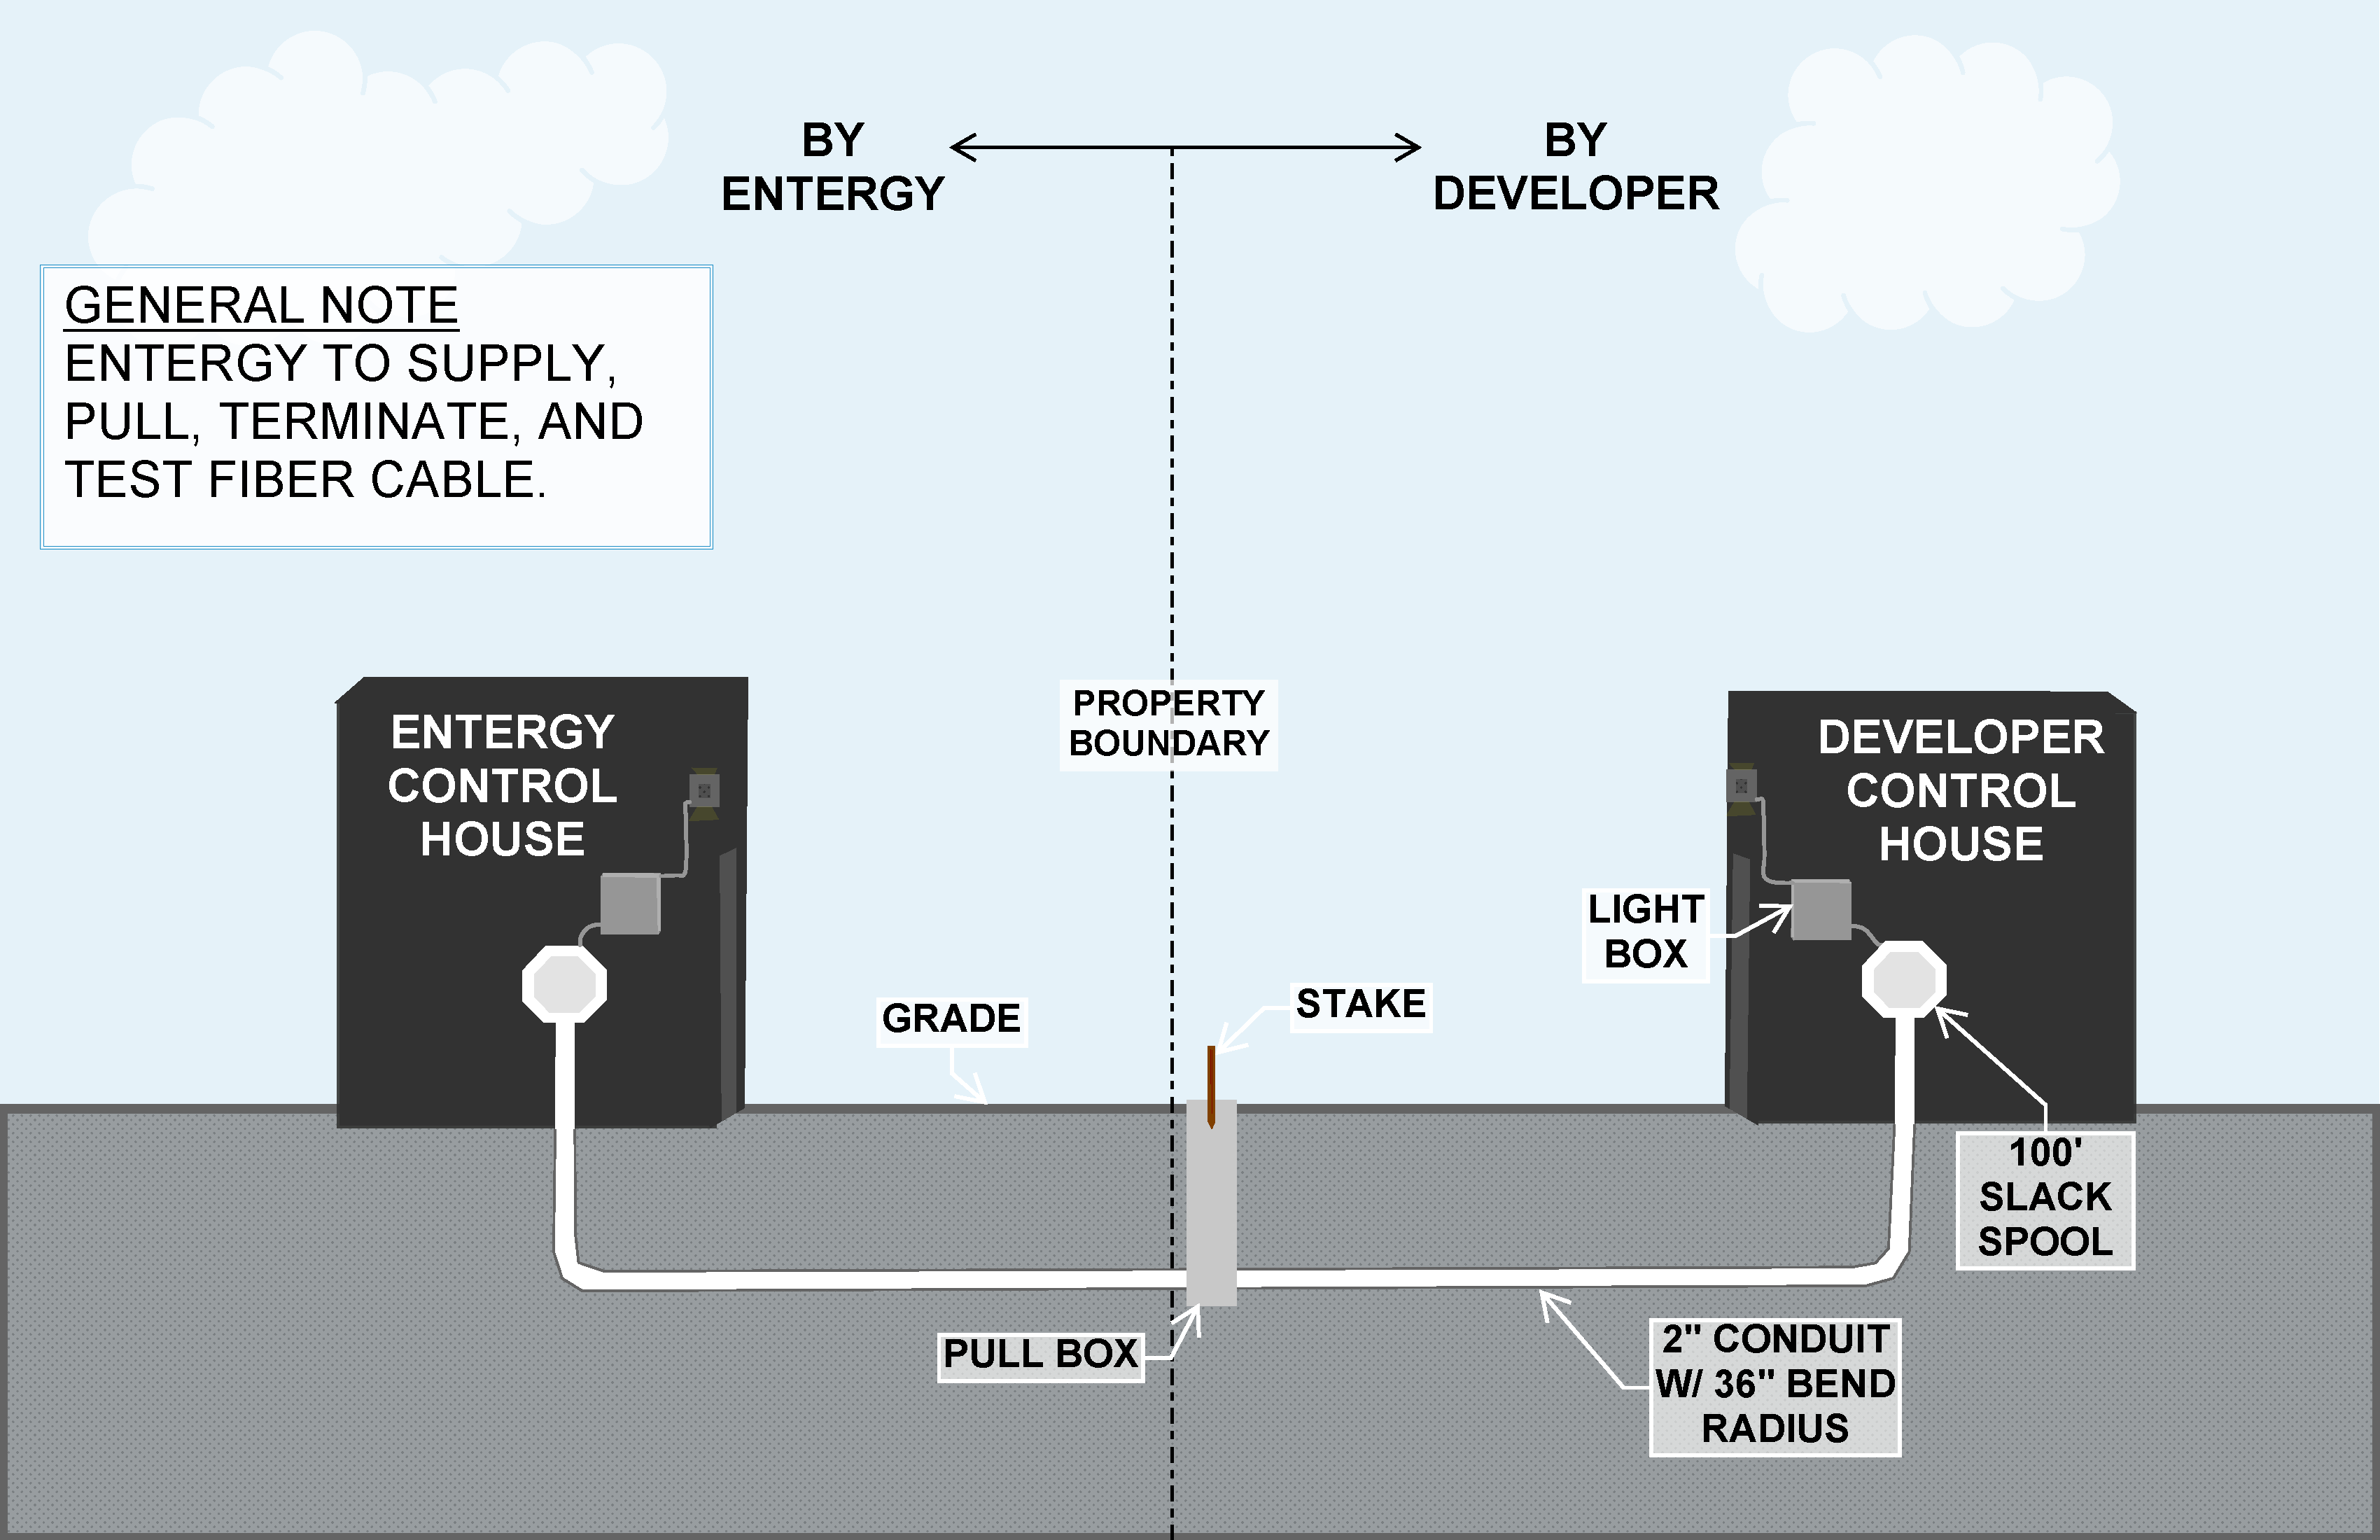 BY
ENTERGY
BY
DEVELOPER
GENERAL NOTE
ENTERGY TO SUPPLY,
PULL, TERMINATE, AND
TEST FIBER CABLE.
ENTERGY
CONTROL
HOUSE
PROPERTY
BOUNDARY
DEVELOPER
CONTROL
HOUSE
LIGHT
BOX
GRADE
STAKE
100'
SLACK
SPOOL
PULL BOX
2" CONDUIT
W/ 36" BEND
RADIUS